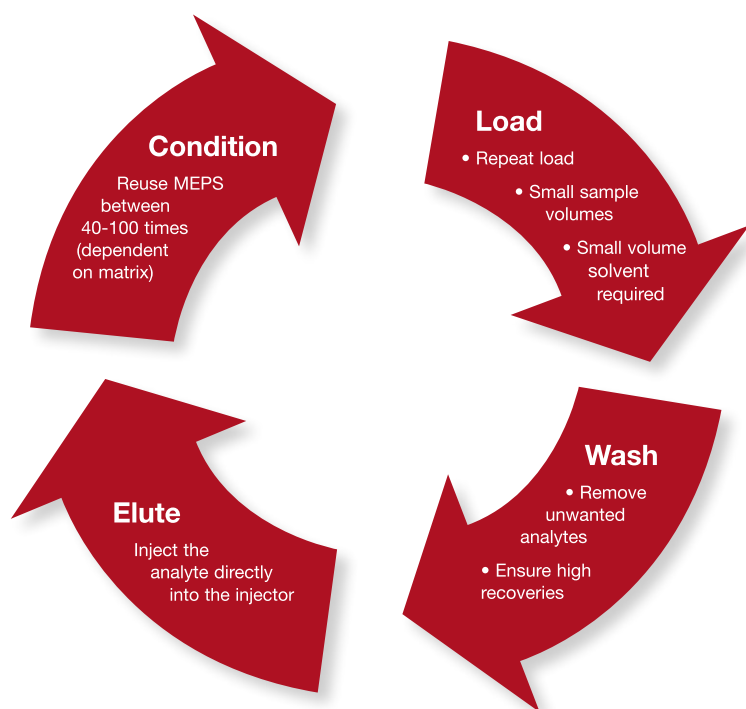 Condition
Reuse MEPS
between
40-100 times
(dependent
on matrix)
Load
• Repeat load
• Small sample
volumes
• Small volume
solvent
required
Wash
• Remove
unwanted
analytes
• Ensure high
recoveries
Elute
Inject the
analyte directly
into the injector